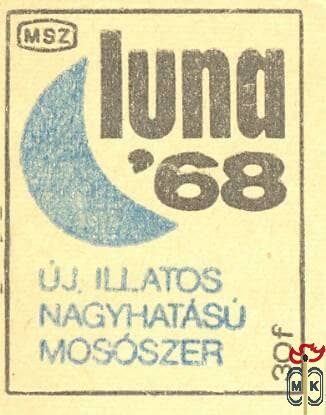 MSZ
luna
'68
ÚJ, ILLATOS
NAGYHATÁSÚ
MOSÓSZER
30f
MK